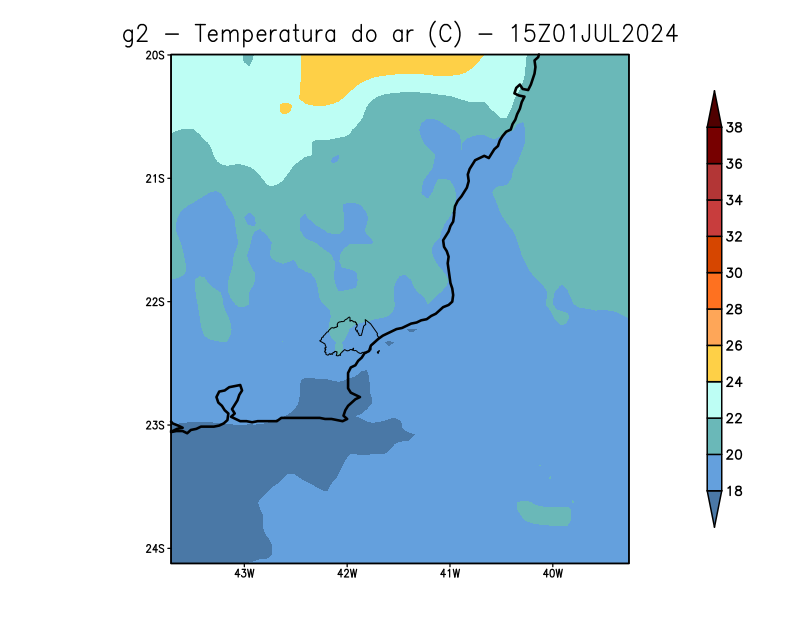 g2 – Temperatura do ar (C) – 15Z01JUL2024
20S
21S
22S
23S
24S
43W
42W
41W
40W
38
36
34
32
30
28
26
24
22
20
18